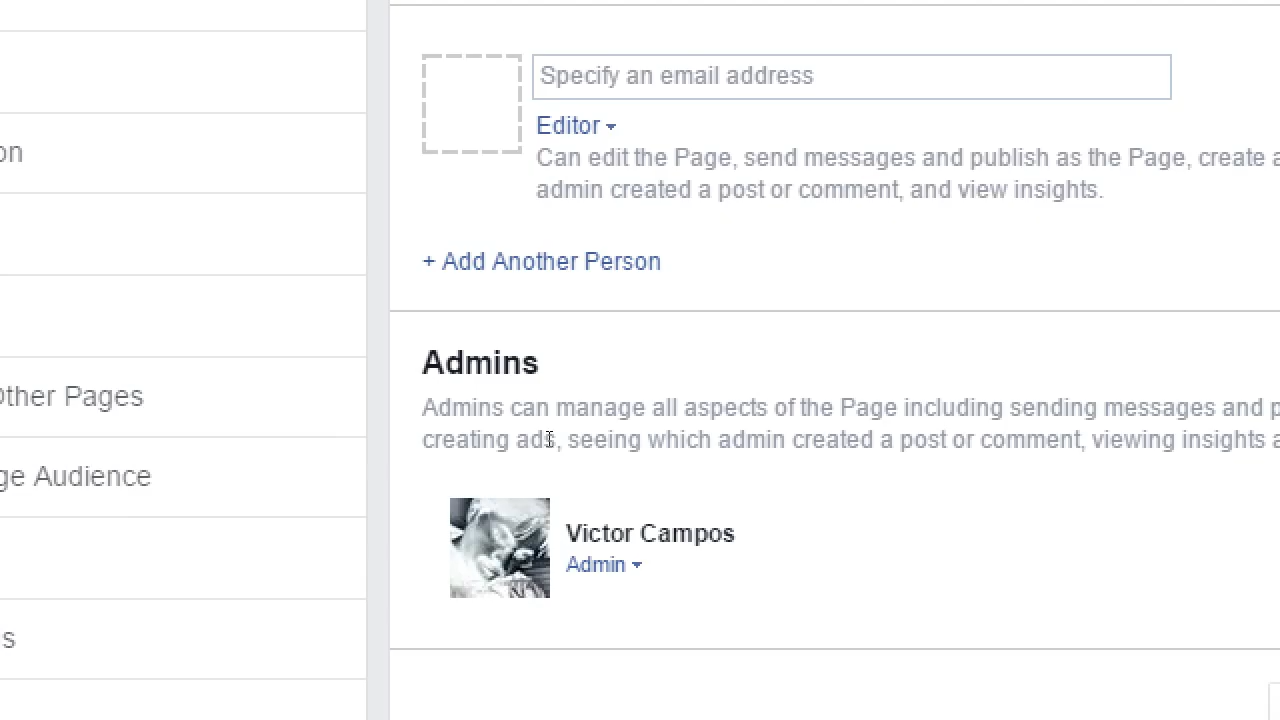 Specify an email address
Editor
Can edit the Page, send messages and publish as the Page, create a
admin created a post or comment, and view insights.
on
+ Add Another Person
Admins
Admins can manage all aspects of the Page including sending messages and p
creating ads, seeing which admin created a post or comment, viewing insights a
Other Pages
ge Audience
Victor Campos
Admin
s